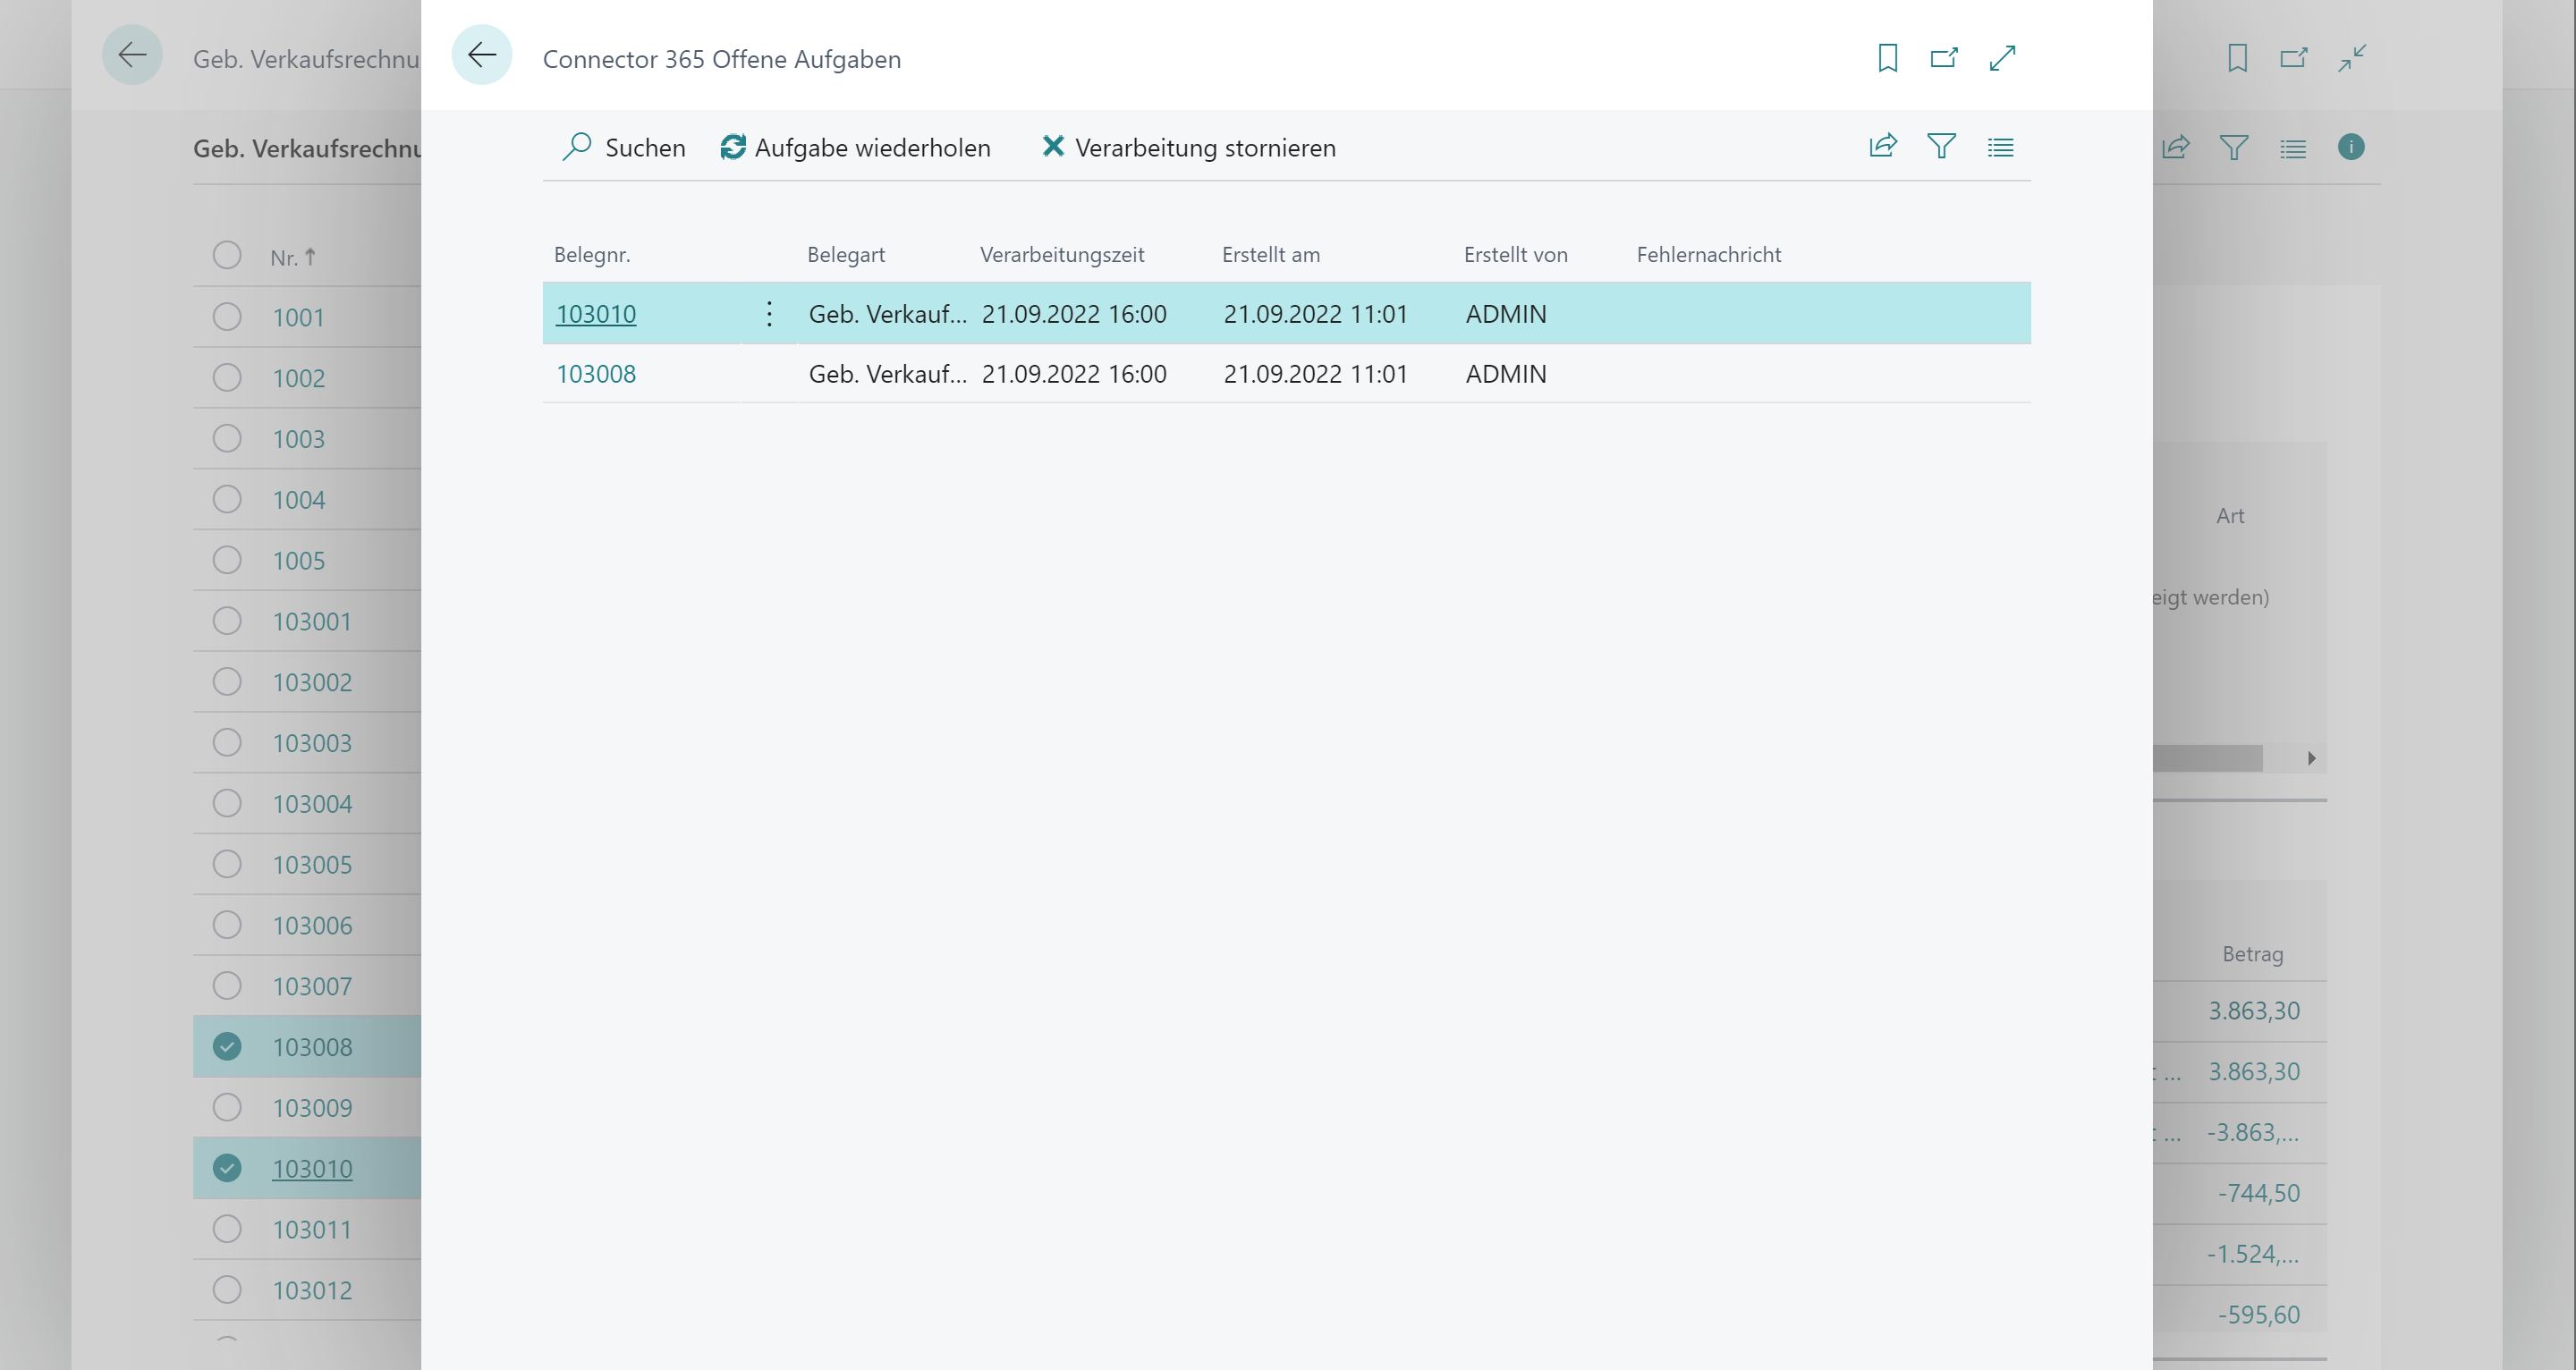 Geb. Verkaufsrechnu
Connector 365 Offene Aufgaben
Geb. Verkaufsrechnu
Suchen Aufgabe wiederholen Verarbeitung stornieren
Nr.
Belegnr. Belegart Verarbeitungszeit Erstellt am Erstellt von Fehlernachricht
103010 Geb. Verkauf... 21.09.2022 16:00 21.09.2022 11:01 ADMIN
103008 Geb. Verkauf... 21.09.2022 16:00 21.09.2022 11:01 ADMIN
1001
1002
1003
1004
1005
103001
103002
103003
103004
103005
103006
103007
103008
103009
103010
103011
103012
Art
eigt werden)
Betrag
3.863,30
... 3.863,30
... -3.863,...
-744,50
-1.524,...
-595,60